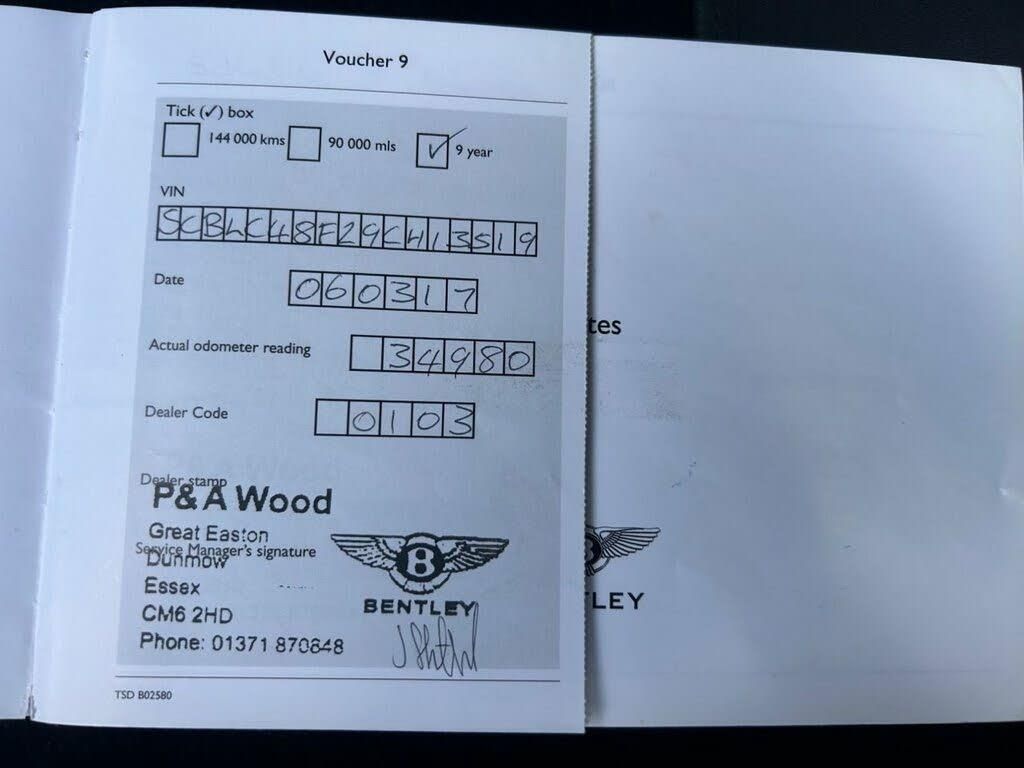 Voucher 9
Tick (✓) box
144 000 kms 90 000 mls ✓ 9 year
VIN
SCBLC48F29CH13519
Date 060317
Actual odometer reading 34980
Dealer Code 0103
Dealer stamp
P&A Wood
Great Easton
Service Manager's signature
Dunmow
Essex
CM6 2HD
Phone: 01371 870848
B
BENTLEY
TSD B02580
tes
B
TLEY